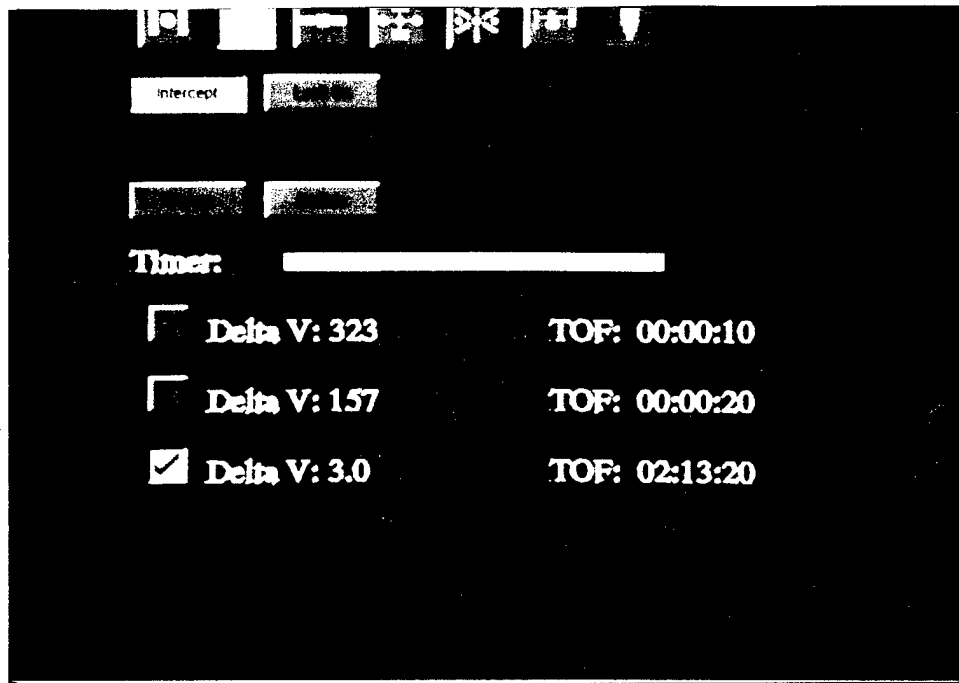 Intercept
Timer:
Delta V: 323 TOF: 00:00:10
Delta V: 157 TOF: 00:00:20
Delta V: 3.0 TOF: 02:13:20